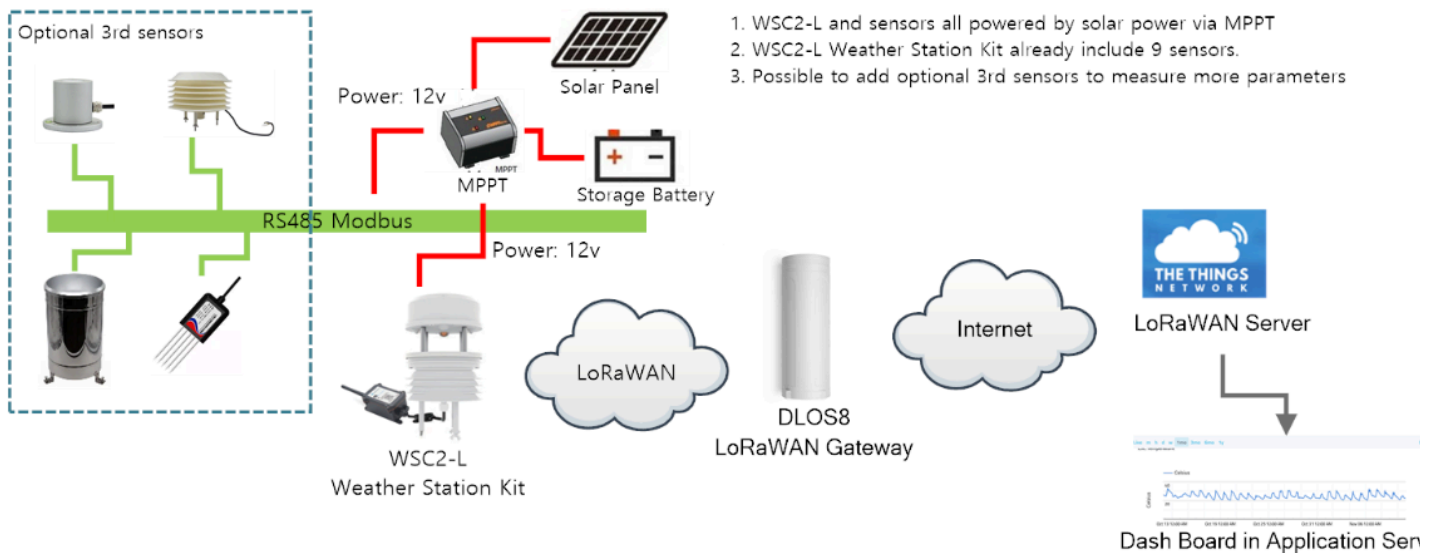 Optional 3rd sensors
1. WSC2-L and sensors all powered by solar power via MPPT
2. WSC2-L Weather Station Kit already include 9 sensors.
3. Possible to add optional 3rd sensors to measure more parameters
Solar Panel
Power: 12v
MPPT
MPPT
Storage Battery
RS485 Modbus
Power: 12v
THE THINGS
NETWORK
LoRaWAN Server
Internet
LoRaWAN
DLOS8
LoRaWAN Gateway
WSC2-L
Weather Station Kit
Celsius
Celsius
Dash Board in Application Serv